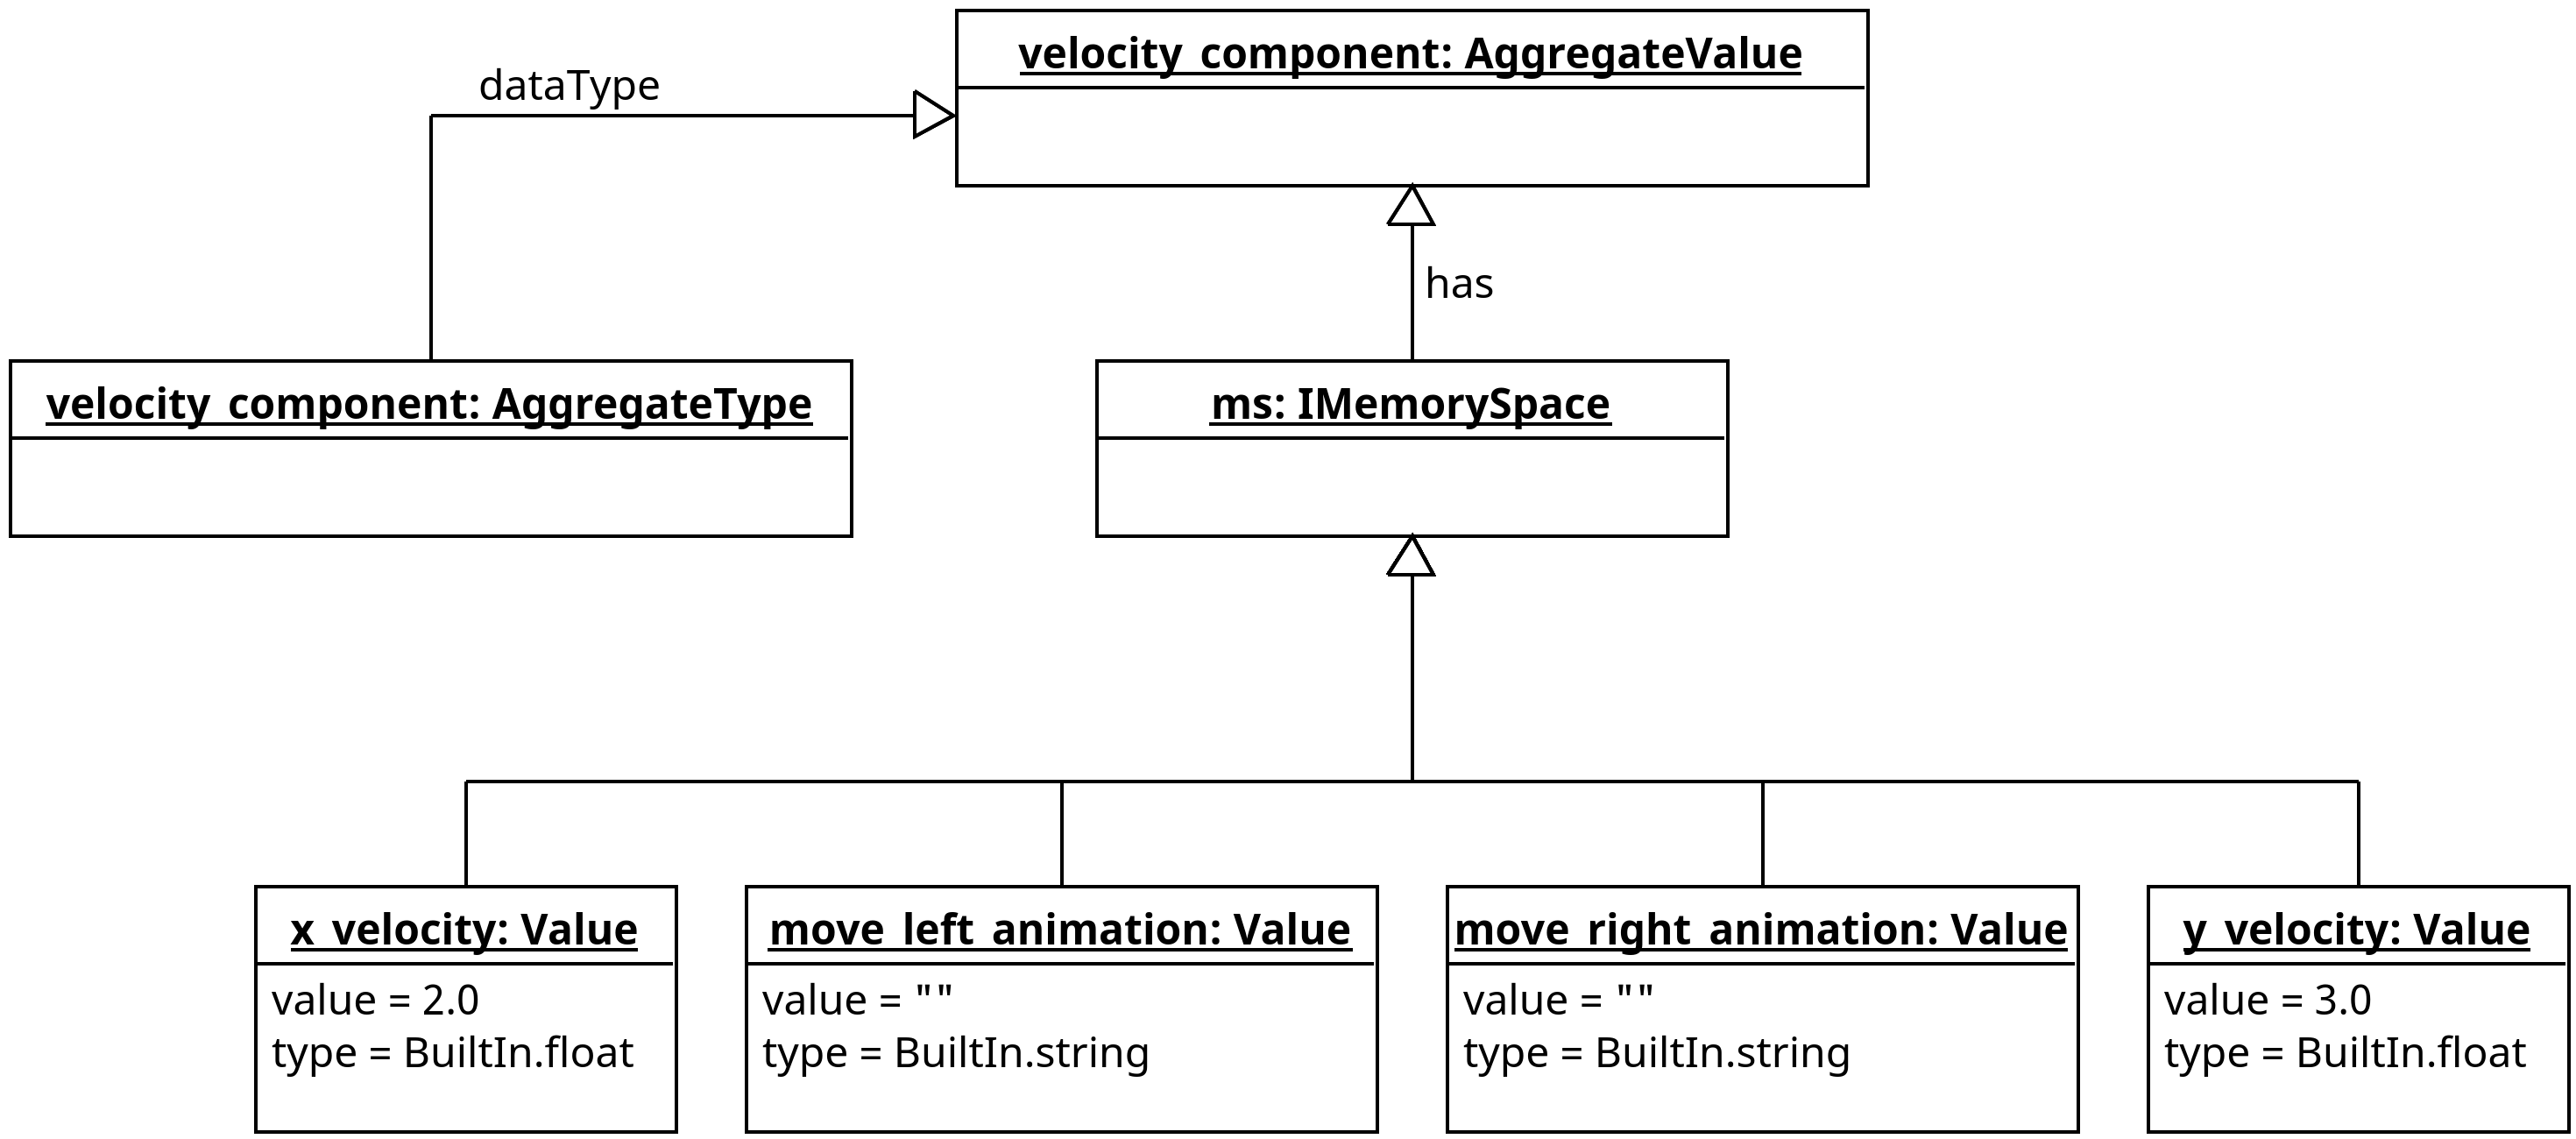 velocity_component: AggregateValue
dataType
has
velocity_component: AggregateType
ms: IMemorySpace
x_velocity: Value
value = 2.0
type = BuiltIn.float
move_left_animation: Value
value = ""
type = BuiltIn.string
move_right_animation: Value
value = ""
type = BuiltIn.string
y_velocity: Value
value = 3.0
type = BuiltIn.float